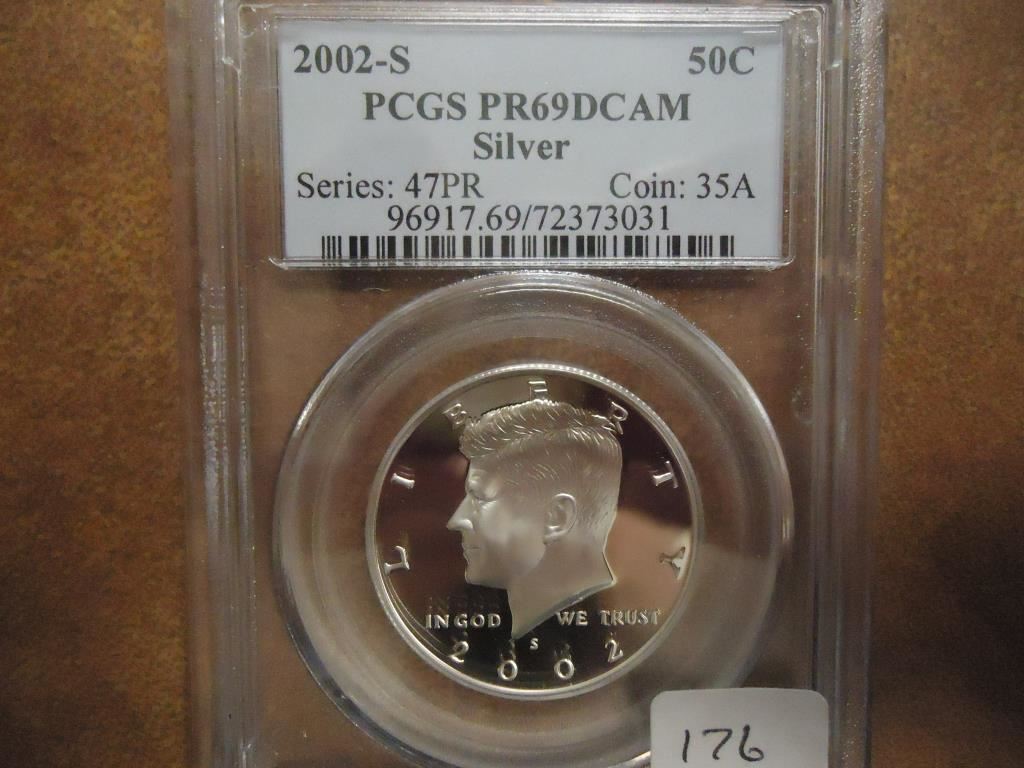 2002-S 50C
PCGS PR69DCAM
Silver
Series: 47PR Coin: 35A
96917.69/72373031
LIBERTY
IN GOD WE TRUST
S
2002
176